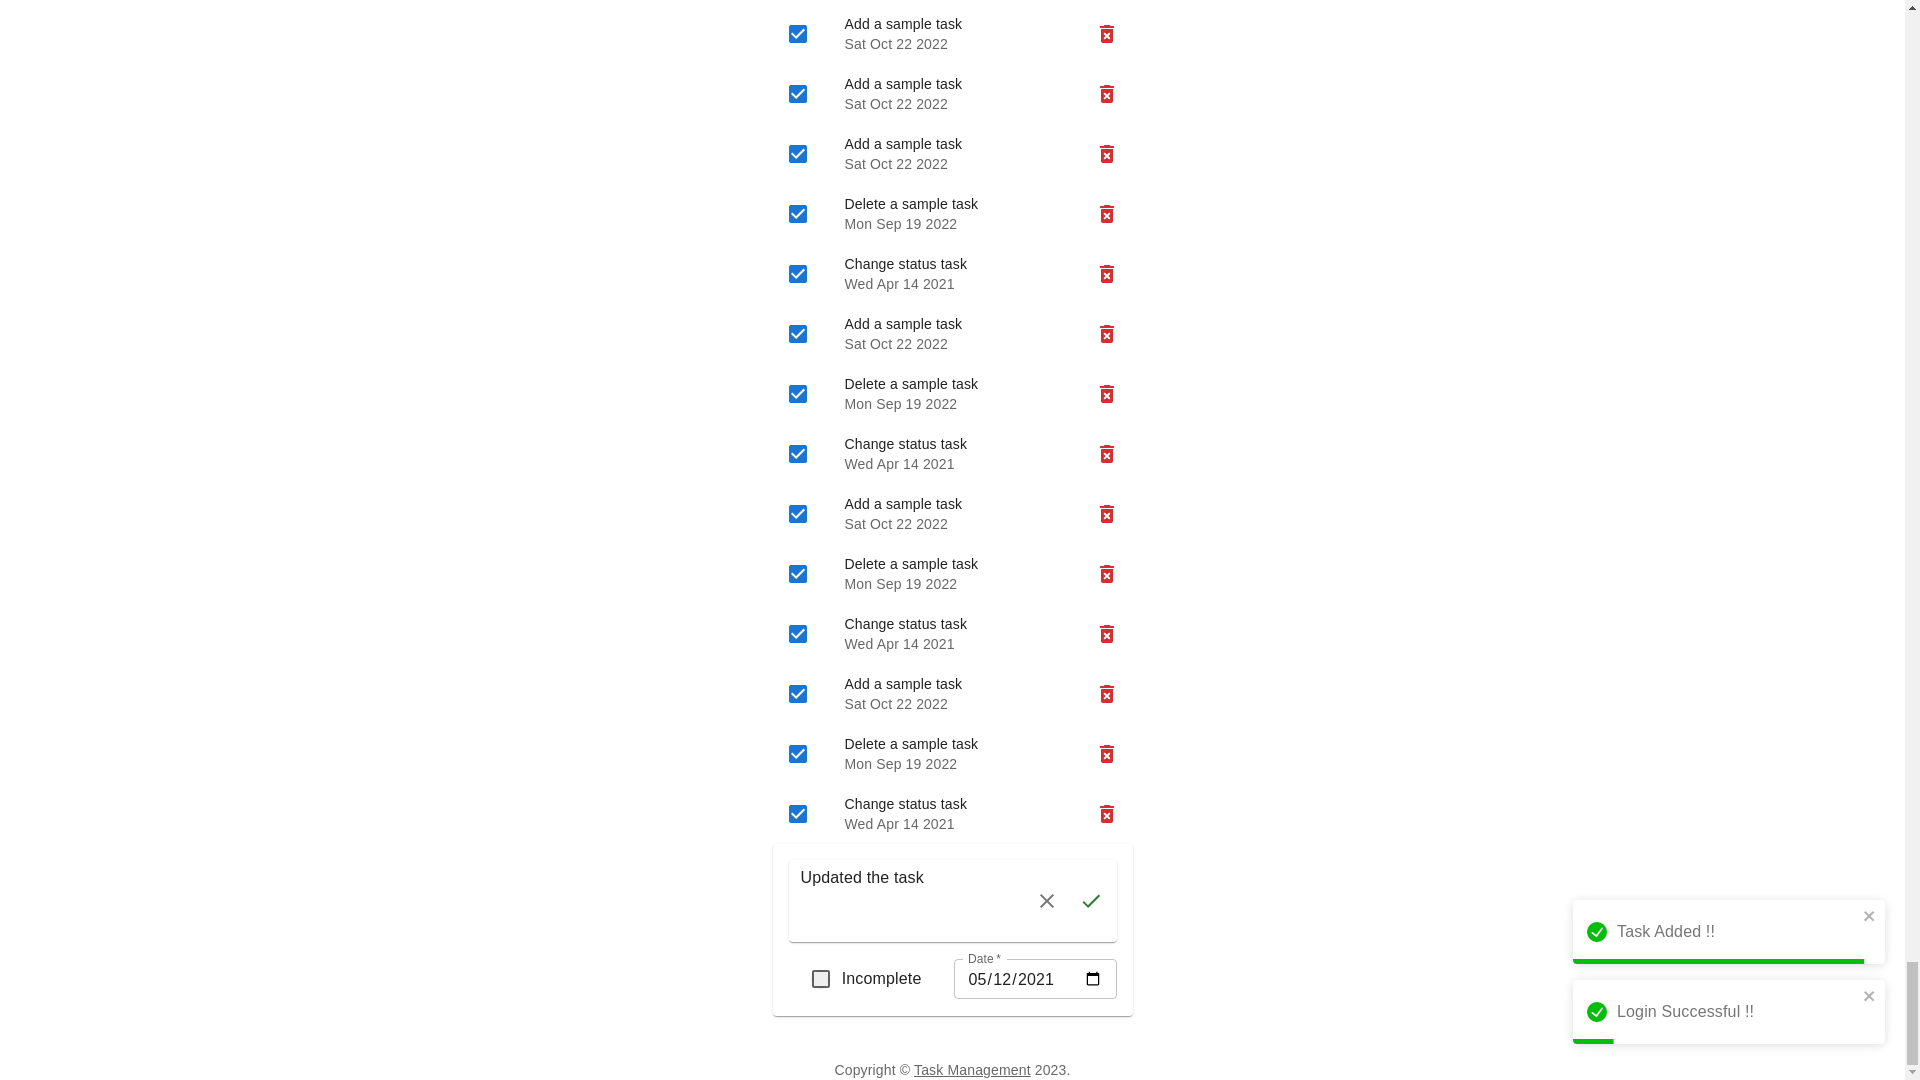 Add a sample task
Sat Oct 22 2022
Add a sample task
Sat Oct 22 2022
Add a sample task
Sat Oct 22 2022
Delete a sample task
Mon Sep 19 2022
Change status task
Wed Apr 14 2021
Add a sample task
Sat Oct 22 2022
Delete a sample task
Mon Sep 19 2022
Change status task
Wed Apr 14 2021
Add a sample task
Sat Oct 22 2022
Delete a sample task
Mon Sep 19 2022
Change status task
Wed Apr 14 2021
Add a sample task
Sat Oct 22 2022
Delete a sample task
Mon Sep 19 2022
Change status task
Wed Apr 14 2021
Updated the task
Incomplete
Date *
05/12/2021
Task Added !!
Login Successful !!
Copyright © Task Management 2023.